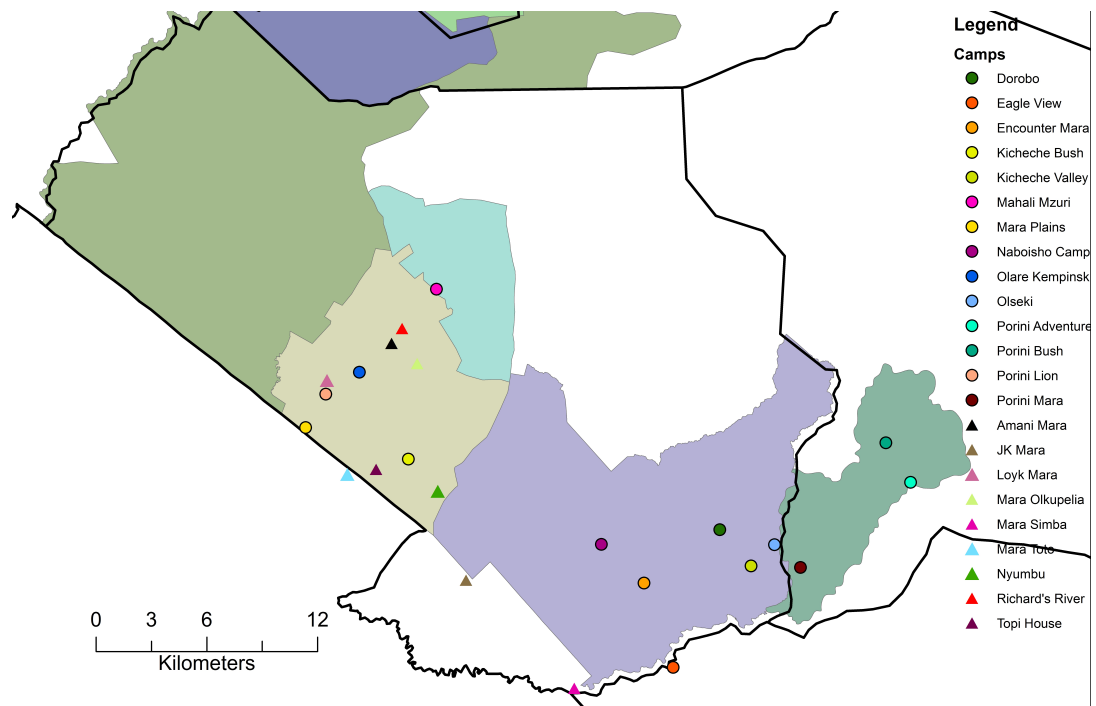 Legend
Camps
Dorobo
Eagle View
Encounter Mara
Kicheche Bush
Kicheche Valley
Mahali Mzuri
Mara Plains
Naboisho Camp
Olare Kempinsk
Olseki
Porini Adventure
Porini Bush
Porini Lion
Porini Mara
Amani Mara
JK Mara
Loyk Mara
Mara Olkupelia
Mara Simba
Mara Toto
Nyumbu
Richard's River
Topi House
0 3 6 12
Kilometers